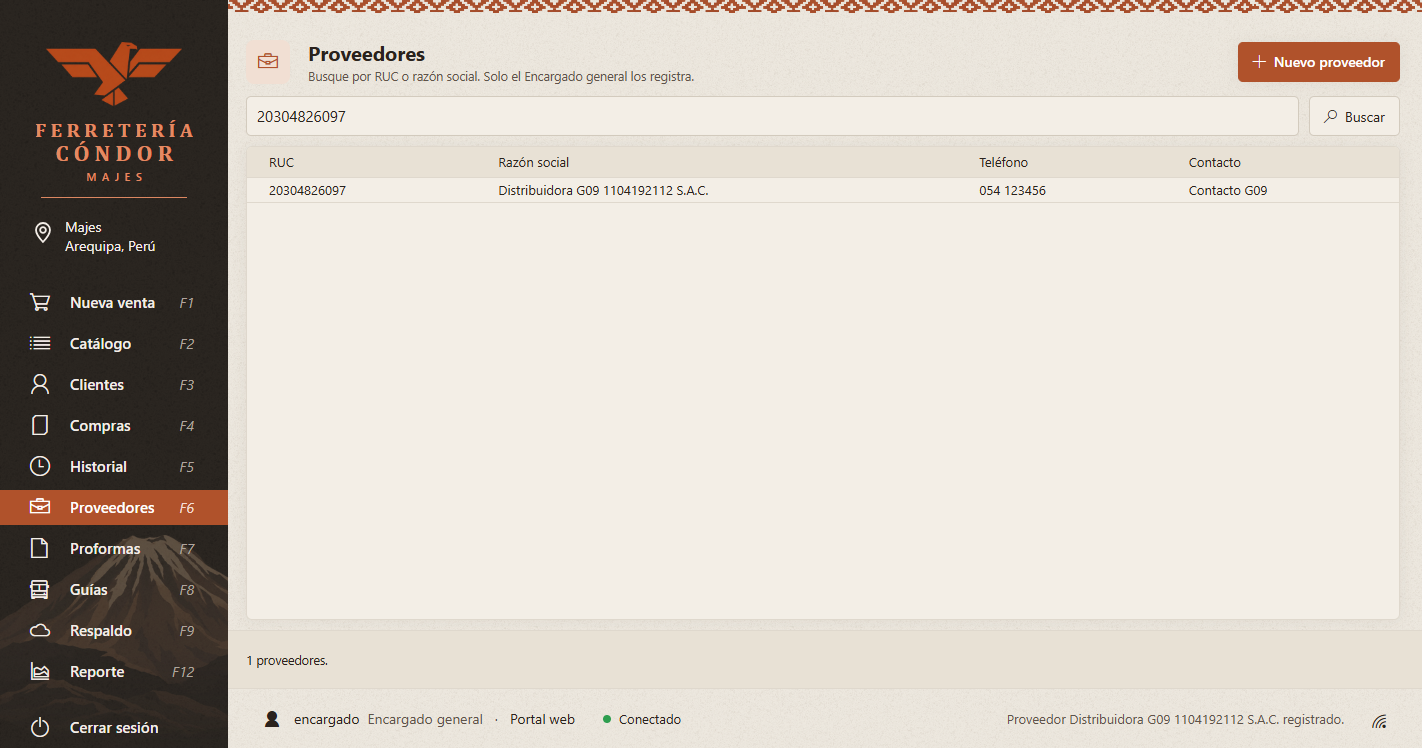 FERRETERÍA
CÓNDOR
MAJES
Majes
Arequipa, Perú
Nueva venta F1
Catálogo F2
Clientes F3
Compras F4
Historial F5
Proveedores F6
Proformas F7
Guías F8
Respaldo F9
Reporte F12
Cerrar sesión
Proveedores
Busque por RUC o razón social. Solo el Encargado general los registra.
Nuevo proveedor
20304826097
Buscar
RUC Razón social Teléfono Contacto
20304826097 Distribuidora G09 1104192112 S.A.C. 054 123456 Contacto G09
1 proveedores.
encargado Encargado general · Portal web Conectado
Proveedor Distribuidora G09 1104192112 S.A.C. registrado.